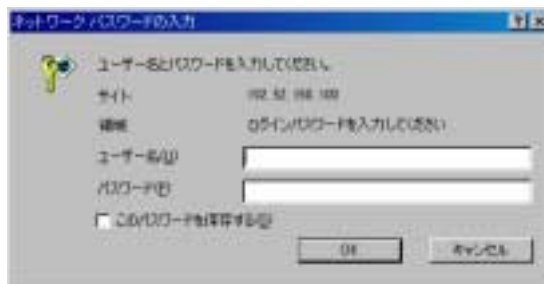 ネットワーク パスワードの入力
ユーザー名とパスワードを入力してください。
サイト
領域 ログインパスワードを入力してください
ユーザー名(U)
パスワード(P)
このパスワードを保存する(S)
OK キャンセル